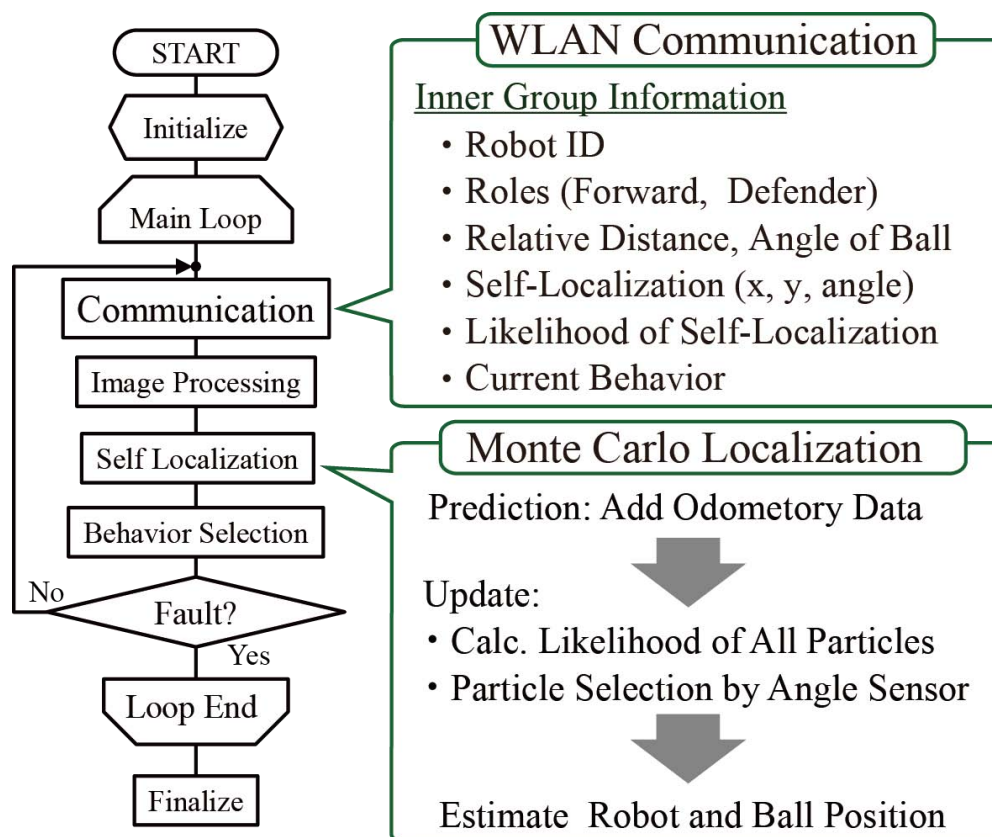 START
Initialize
Main Loop
Communication
Image Processing
Self Localization
Behavior Selection
No
Fault?
Yes
Loop End
Finalize
WLAN Communication
Inner Group Information
・Robot ID
・Roles (Forward, Defender)
・Relative Distance, Angle of Ball
・Self-Localization (x, y, angle)
・Likelihood of Self-Localization
・Current Behavior
Monte Carlo Localization
Prediction: Add Odometory Data
Update:
・Calc. Likelihood of All Particles
・Particle Selection by Angle Sensor
Estimate Robot and Ball Position